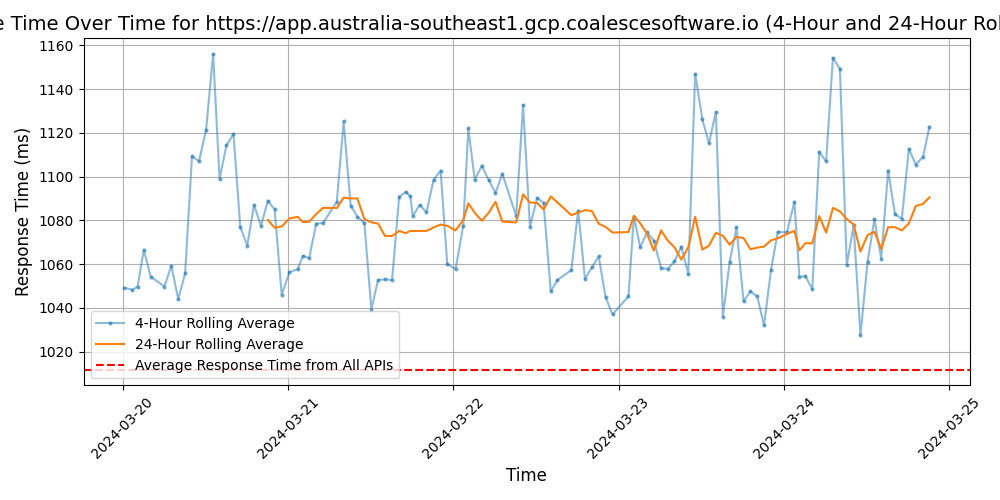 e Time Over Time for https://app.australia-southeast1.gcp.coalescesoftware.io (4-Hour and 24-Hour Rol
Response Time (ms)
1160
1140
1120
1100
1080
1060
1040
1020
4-Hour Rolling Average
24-Hour Rolling Average
Average Response Time from All APIs
2024-03-20
2024-03-21
2024-03-22
2024-03-23
2024-03-24
2024-03-25
Time